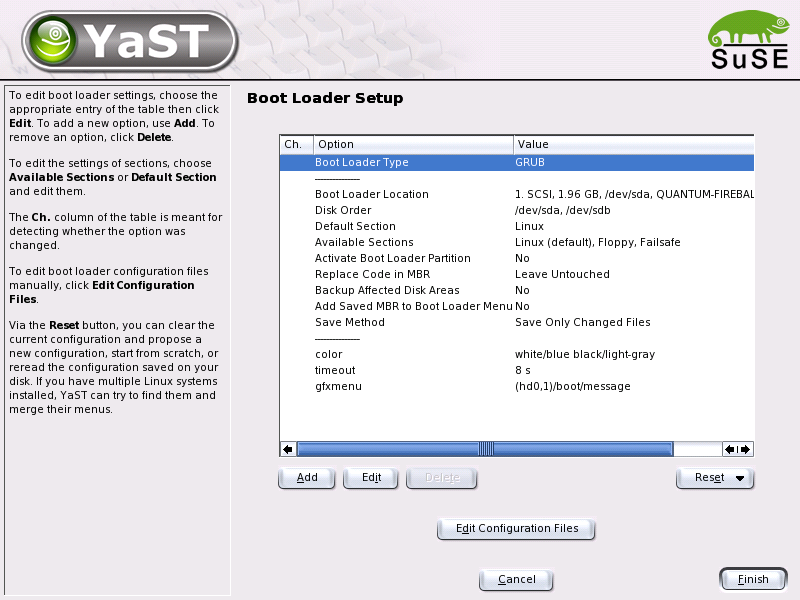 YaST
SuSE
To edit boot loader settings, choose the
appropriate entry of the table then click
Edit. To add a new option, use Add. To
remove an option, click Delete.
To edit the settings of sections, choose
Available Sections or Default Section
and edit them.
The Ch. column of the table is meant for
detecting whether the option was
changed.
To edit boot loader configuration files
manually, click Edit Configuration
Files.
Via the Reset button, you can clear the
current configuration and propose a
new configuration, start from scratch, or
reread the configuration saved on your
disk. If you have multiple Linux systems
installed, YaST can try to find them and
merge their menus.
Boot Loader Setup
Ch. Option Value
Boot Loader Type GRUB
---------------
Boot Loader Location 1. SCSI, 1.96 GB, /dev/sda, QUANTUM-FIREBAL
Disk Order /dev/sda, /dev/sdb
Default Section Linux
Available Sections Linux (default), Floppy, Failsafe
Activate Boot Loader Partition No
Replace Code in MBR Leave Untouched
Backup Affected Disk Areas No
Add Saved MBR to Boot Loader Menu No
Save Method Save Only Changed Files
---------------
color white/blue black/light-gray
timeout 8 s
gfxmenu (hd0,1)/boot/message
Add Edit Delete Reset
Edit Configuration Files
Cancel Finish